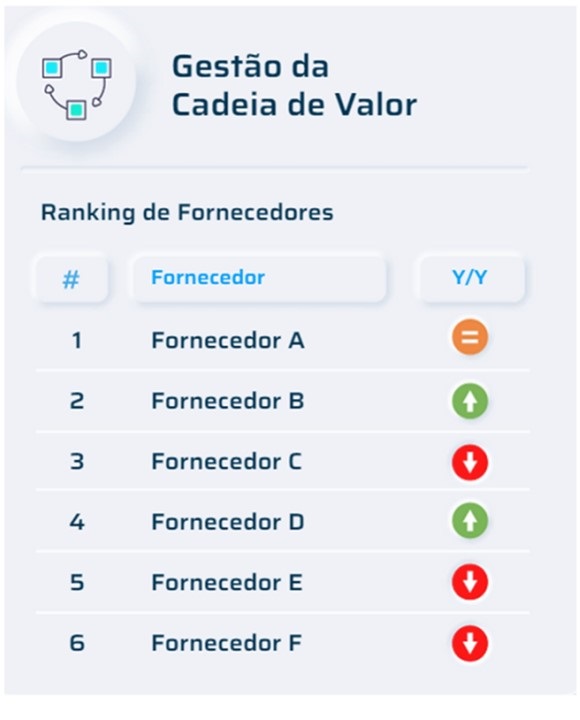 Gestão da
Cadeia de Valor
Ranking de Fornecedores
# Fornecedor Y/Y
1 Fornecedor A =
2 Fornecedor B
3 Fornecedor C
4 Fornecedor D
5 Fornecedor E
6 Fornecedor F